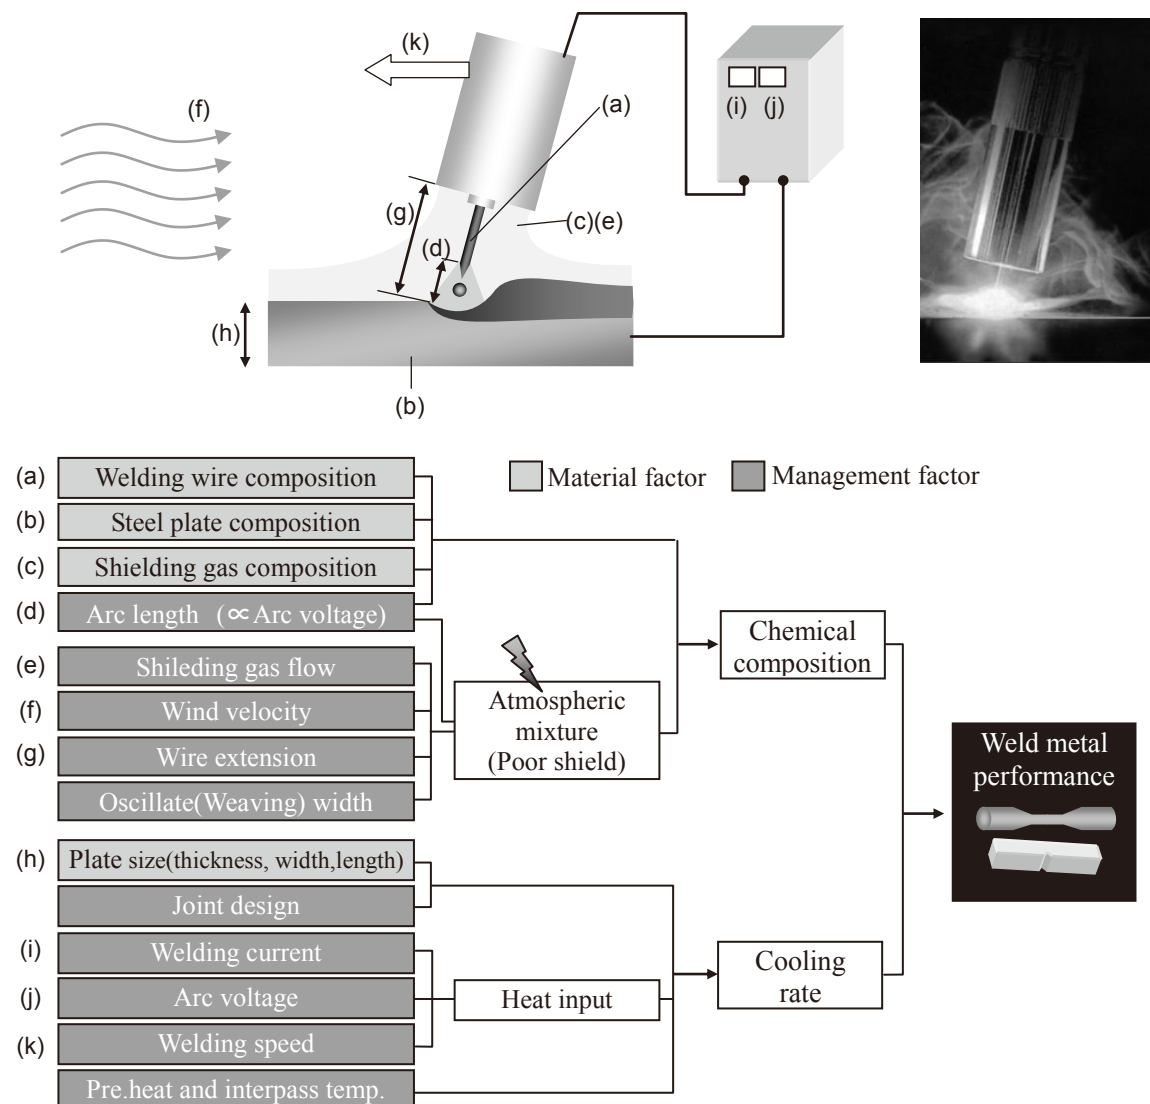 (k)
(f)
(a)
(i) (j)
(g)
(c)(e)
(d)
(h)
(b)
(a) Welding wire composition
(b) Steel plate composition
(c) Shielding gas composition
(d) Arc length (∝Arc voltage)
(e) Shileding gas flow
(f) Wind velocity
(g) Wire extension
Oscillate(Weaving) width
(h) Plate size(thickness, width,length)
Joint design
(i) Welding current
(j) Arc voltage
(k) Welding speed
Pre.heat and interpass temp.
Material factor
Management factor
Atmospheric
mixture
(Poor shield)
Heat input
Chemical
composition
Cooling
rate
Weld metal
performance